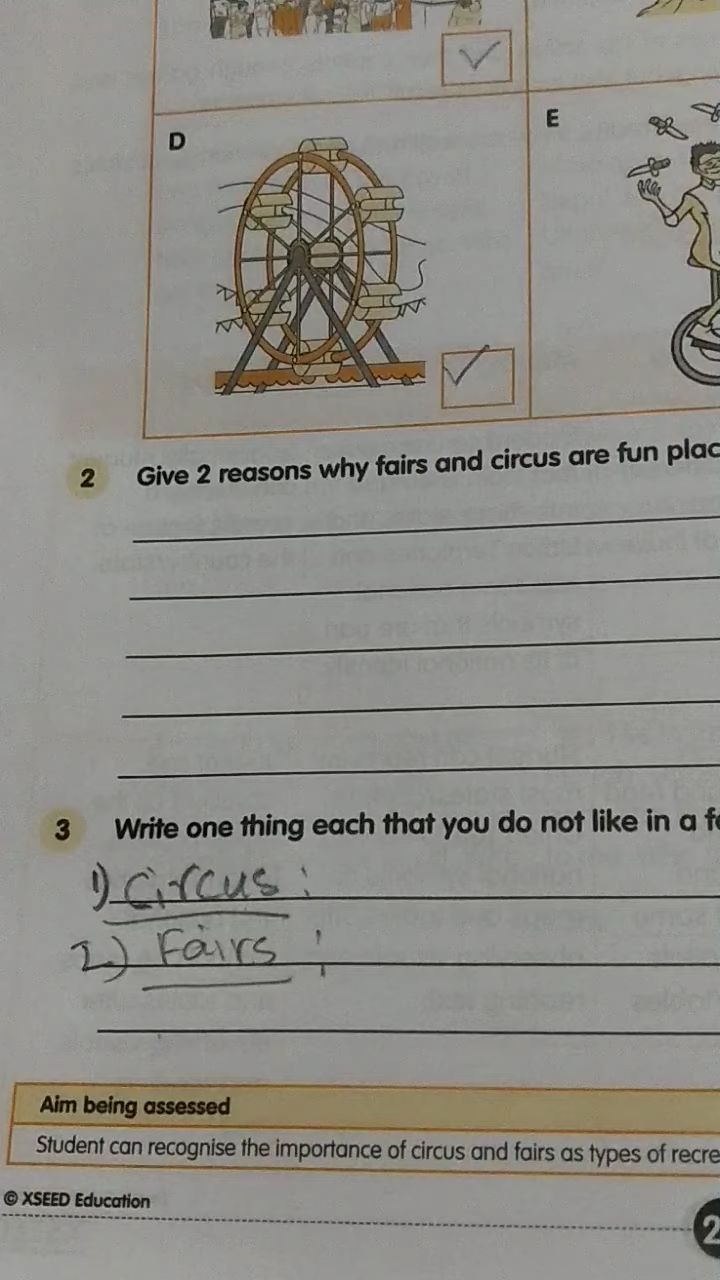 D
E
2 Give 2 reasons why fairs and circus are fun
3 Write one thing each that you do not like in a
1) Circus :
2) Fairs :
Aim being assessed
Student can recognise the importance of circus and fairs as types of
© XSEED Education
2